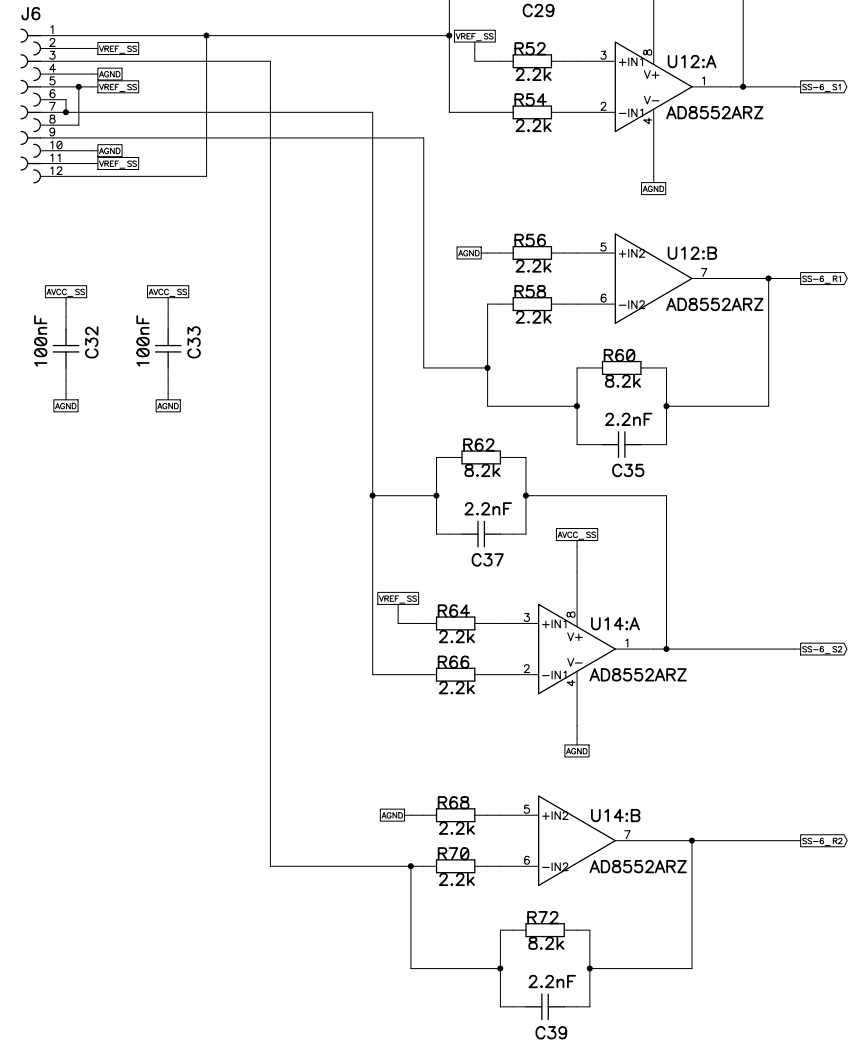 J6
1
2
3
4
5
6
7
8
9
10
11
12
VREF_SS
AGND
VREF_SS
AGND
VREF_SS
C29
VREF_SS
R52
2.2k
R54
2.2k
3
2
+IN1
-IN1
8
V+
V-
4
1
U12:A
AD8552ARZ
SS-6_S1
AGND
AGND
R56
2.2k
R58
2.2k
5
6
+IN2
-IN2
7
U12:B
AD8552ARZ
SS-6_R1
R60
8.2k
2.2nF
C35
AVCC_SS
100nF
C32
AGND
AVCC_SS
100nF
C33
AGND
R62
8.2k
2.2nF
C37
AVCC_SS
VREF_SS
R64
2.2k
R66
2.2k
3
2
+IN1
-IN1
8
V+
V-
4
1
U14:A
AD8552ARZ
SS-6_S2
AGND
AGND
R68
2.2k
R70
2.2k
5
6
+IN2
-IN2
7
U14:B
AD8552ARZ
SS-6_R2
R72
8.2k
2.2nF
C39